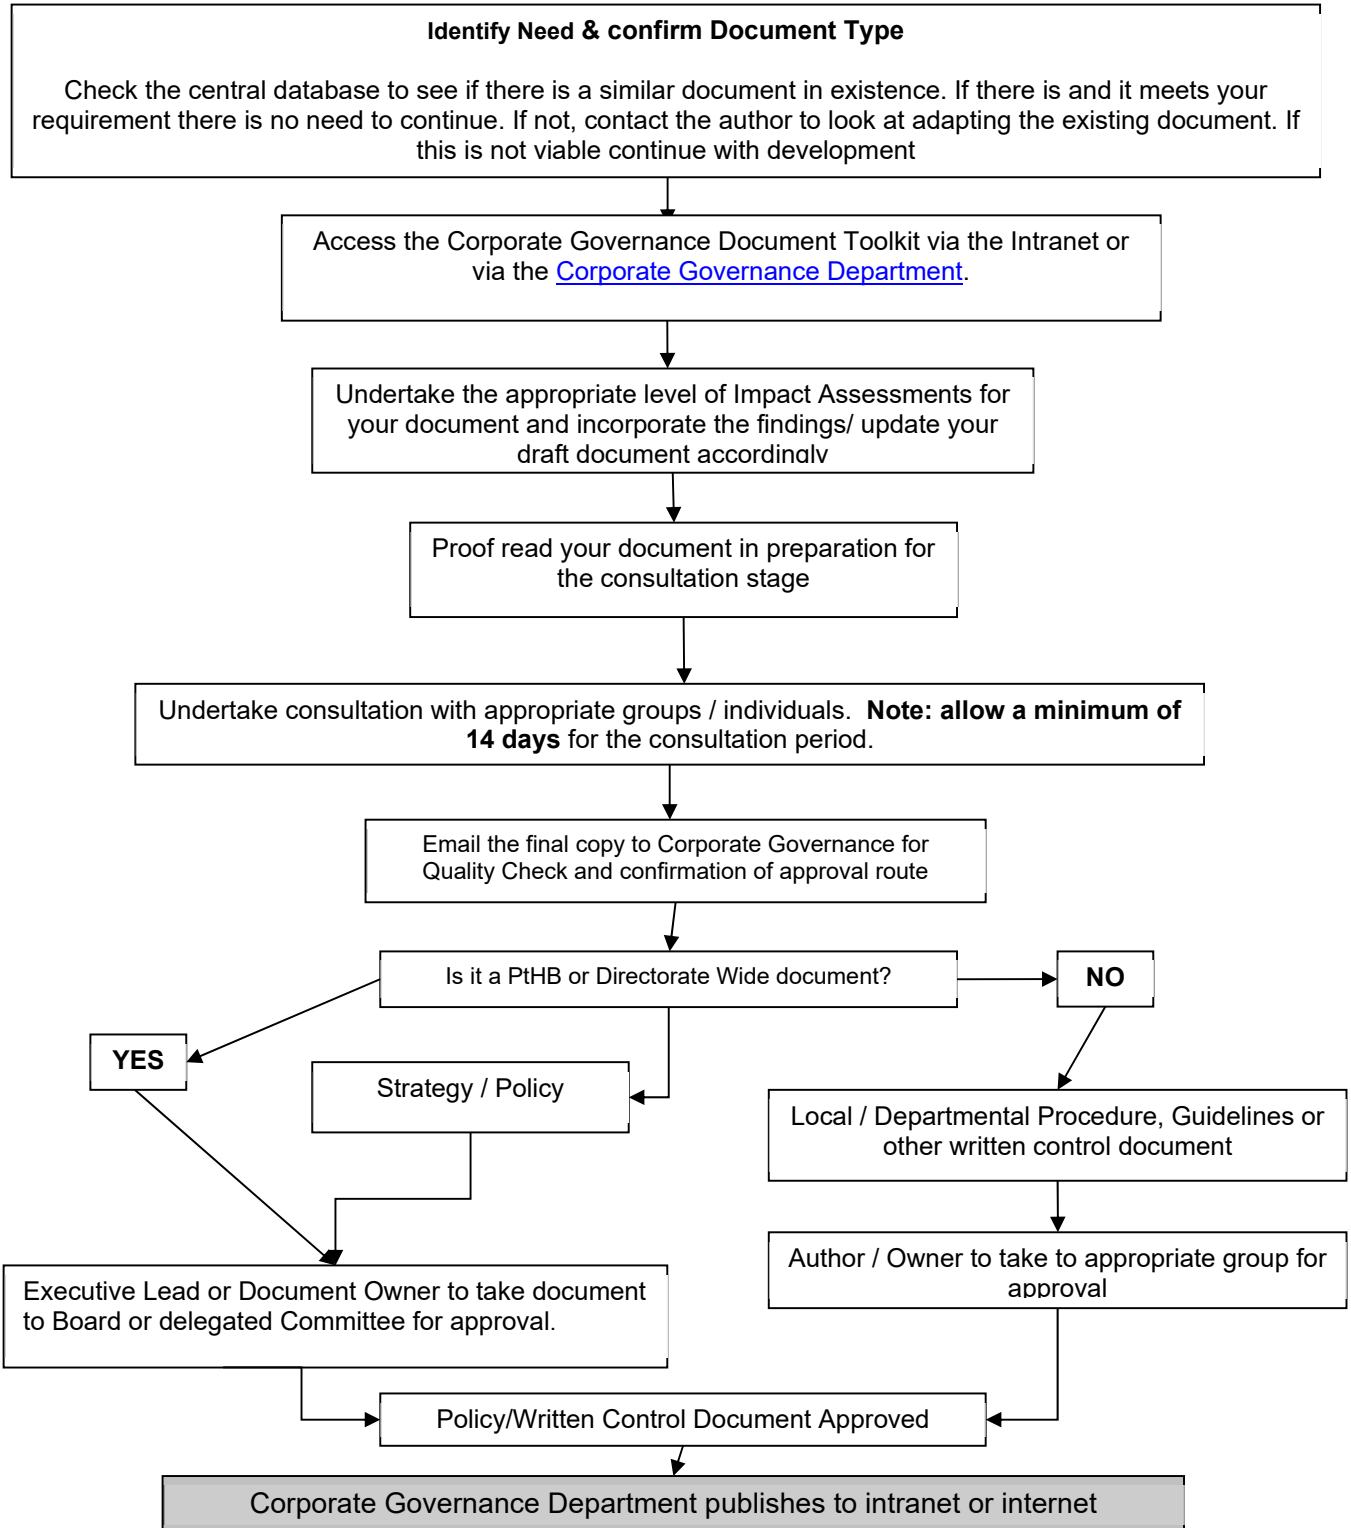 Identify Need & confirm Document Type
Check the central database to see if there is a similar document in existence. If there is and it meets your
requirement there is no need to continue. If not, contact the author to look at adapting the existing document. If
this is not viable continue with development
Access the Corporate Governance Document Toolkit via the Intranet or
via the Corporate Governance Department.
Undertake the appropriate level of Impact Assessments for
your document and incorporate the findings/ update your
draft document accordingly
Proof read your document in preparation for
the consultation stage
Undertake consultation with appropriate groups / individuals. Note: allow a minimum of
14 days for the consultation period.
Email the final copy to Corporate Governance for
Quality Check and confirmation of approval route
Is it a PtHB or Directorate Wide document?
NO
YES
Strategy / Policy
Local / Departmental Procedure, Guidelines or
other written control document
Author / Owner to take to appropriate group for
approval
Executive Lead or Document Owner to take document
to Board or delegated Committee for approval.
Policy/Written Control Document Approved
Corporate Governance Department publishes to intranet or internet